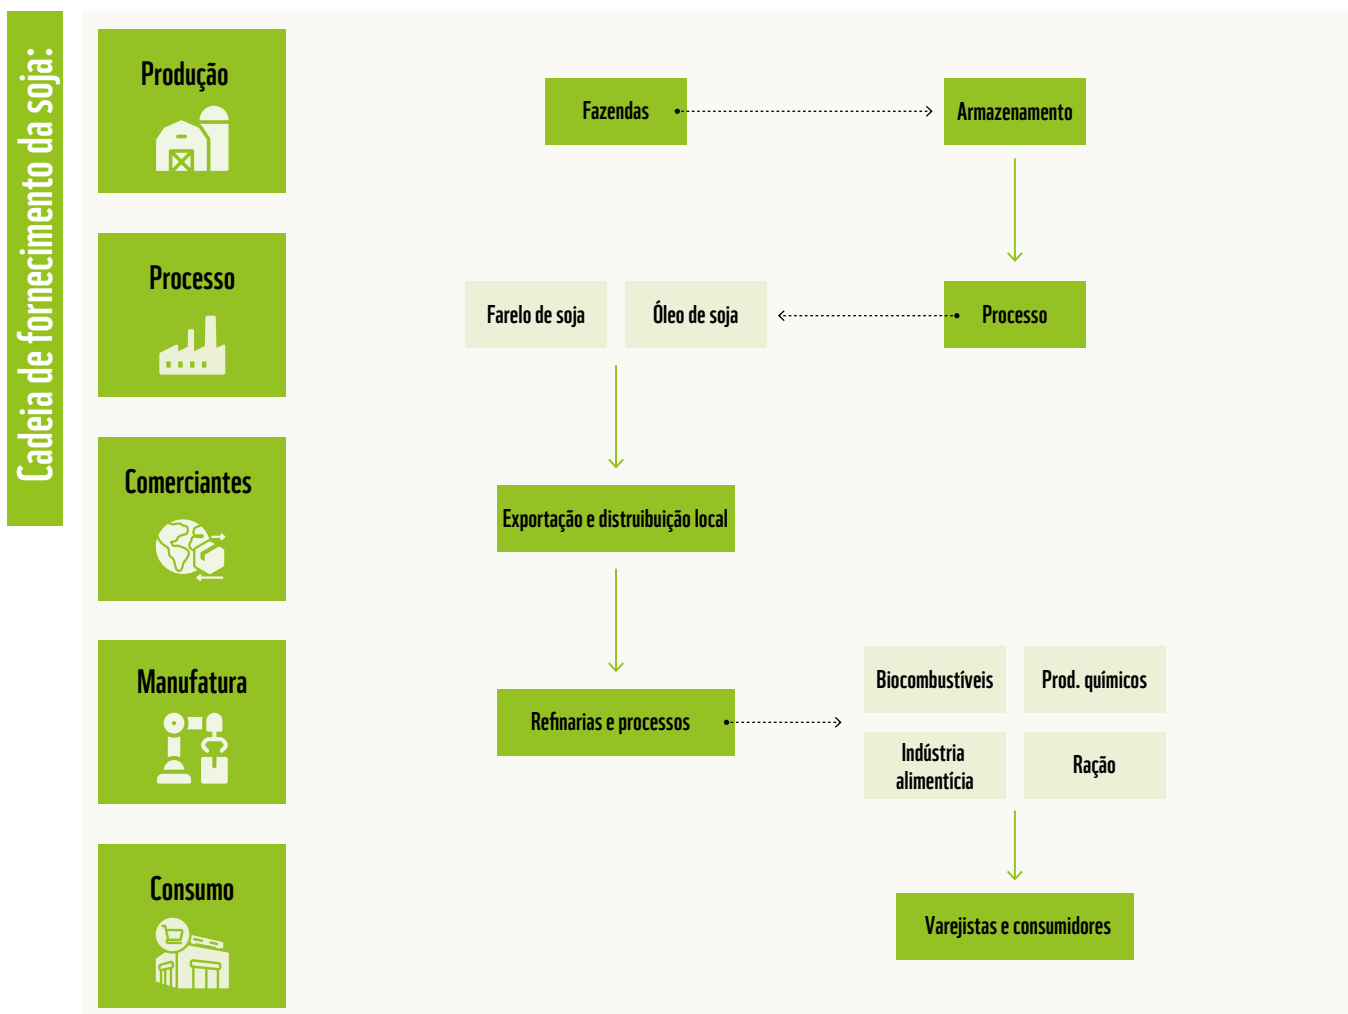 Cadeia de fornecimento da soja:
Produção
Fazendas
Armazenamento
Processo
Farelo de soja
Óleo de soja
Processo
Comerciantes
Exportação e distruibuição local
Manufatura
Refinarias e processos
Biocombustíveis
Prod. químicos
Indústria
alimentícia
Ração
Consumo
Varejistas e consumidores